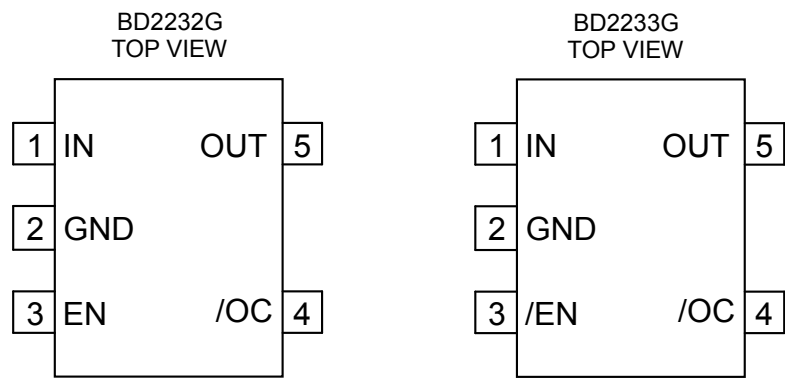 BD2232G
TOP VIEW
1 IN OUT 5
2 GND
3 EN /OC 4
BD2233G
TOP VIEW
1 IN OUT 5
2 GND
3 /EN /OC 4